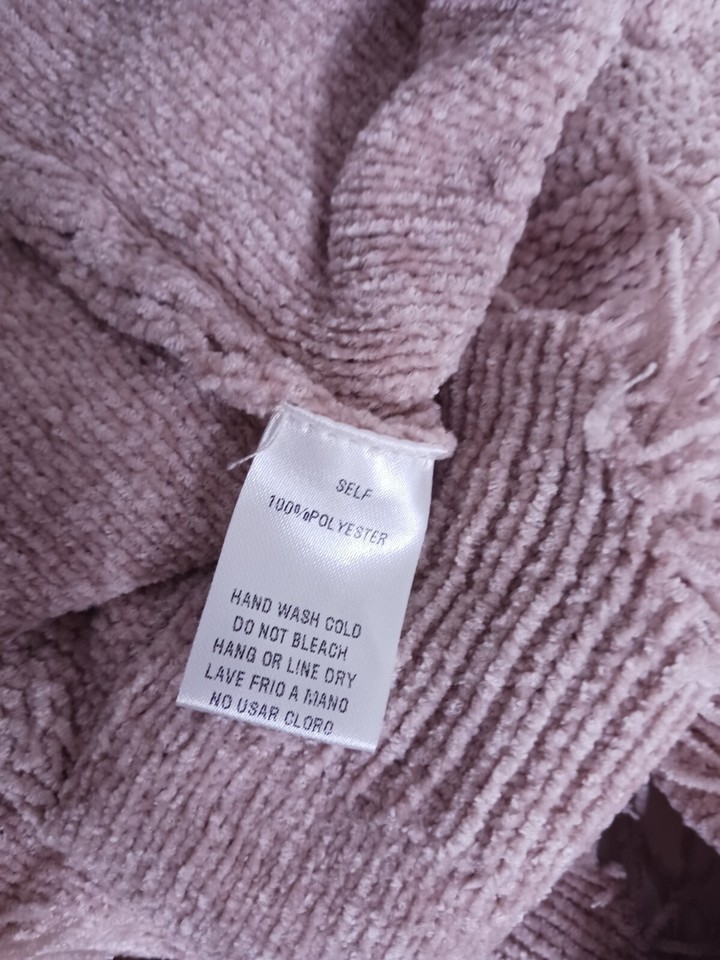 SELF
100%POLYESTER
HAND WASH COLD
DO NOT BLEACH
HANG OR LINE DRY
LAVE FRIO A MANO
NO USAR CLORO